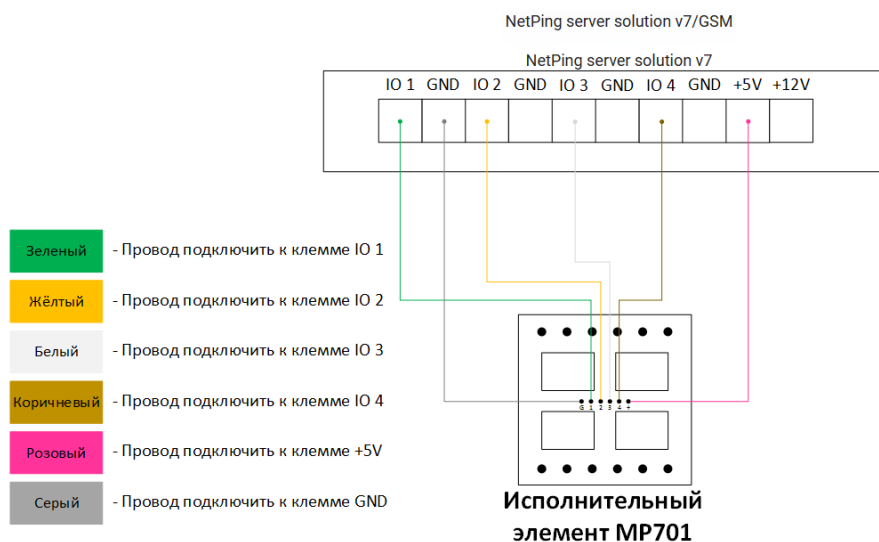 NetPing server solution v7/GSM
NetPing server solution v7
IO 1 GND IO 2 GND IO 3 GND IO 4 GND +5V +12V
Зеленый - Провод подключить к клемме IO 1
Жёлтый - Провод подключить к клемме IO 2
Белый - Провод подключить к клемме IO 3
Коричневый - Провод подключить к клемме IO 4
Розовый - Провод подключить к клемме +5V
Серый - Провод подключить к клемме GND
G 1 2 3 4 +
Исполнительный
элемент MP701